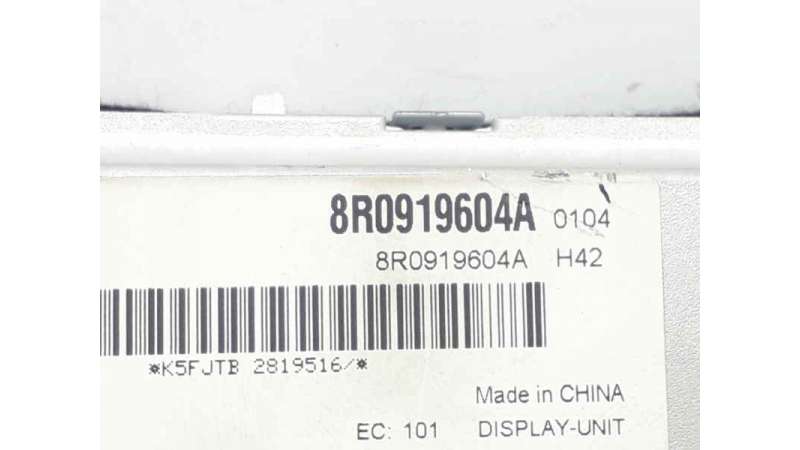 8R0919604A 0104
8R0919604A H42
*K5FJTB 2819516/*
Made in CHINA
EC: 101 DISPLAY-UNIT